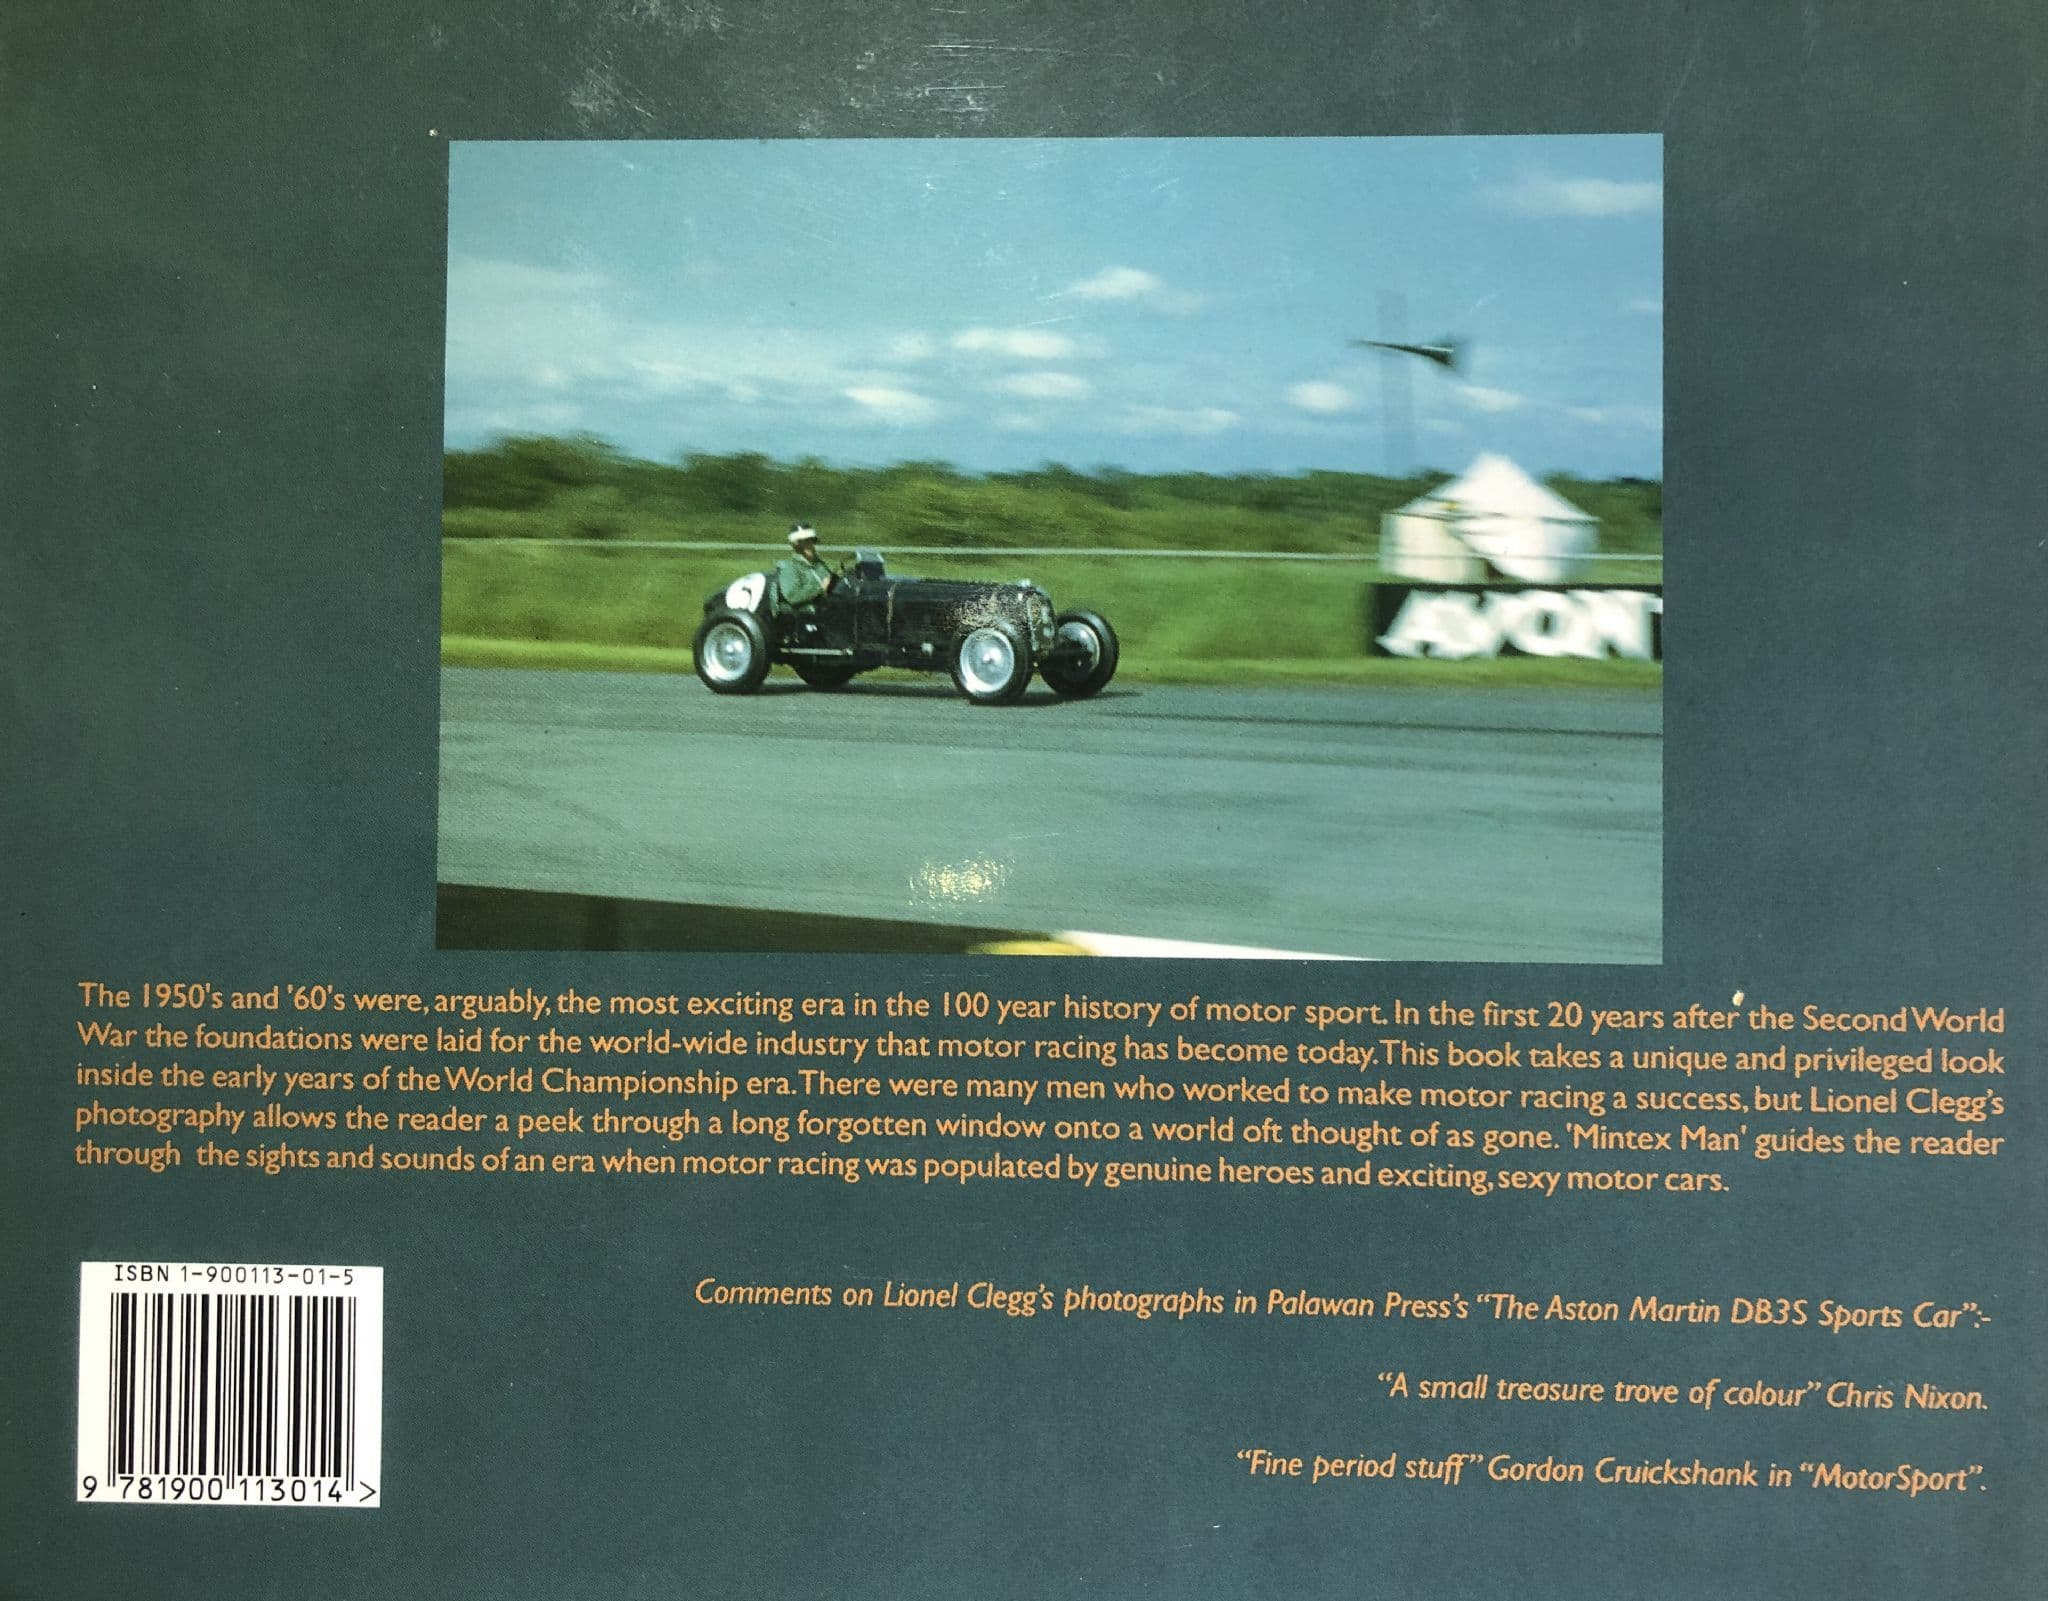 AVON
The 1950's and '60's were, arguably, the most exciting era in the 100 year history of motor sport. In the first 20 years after the Second World
War the foundations were laid for the world-wide industry that motor racing has become today. This book takes a unique and privileged look
inside the early years of the World Championship era. There were many men who worked to make motor racing a success, but Lionel Clegg's
photography allows the reader a peek through a long forgotten window onto a world oft thought of as gone. 'Mintex Man' guides the reader
through the sights and sounds of an era when motor racing was populated by genuine heroes and exciting, sexy motor cars.
ISBN 1-900113-01-5
9 781900 113014 >
Comments on Lionel Clegg's photographs in Palawan Press's “The Aston Martin DB3S Sports Car”:-
“A small treasure trove of colour” Chris Nixon.
“Fine period stuff” Gordon Cruickshank in “MotorSport”.